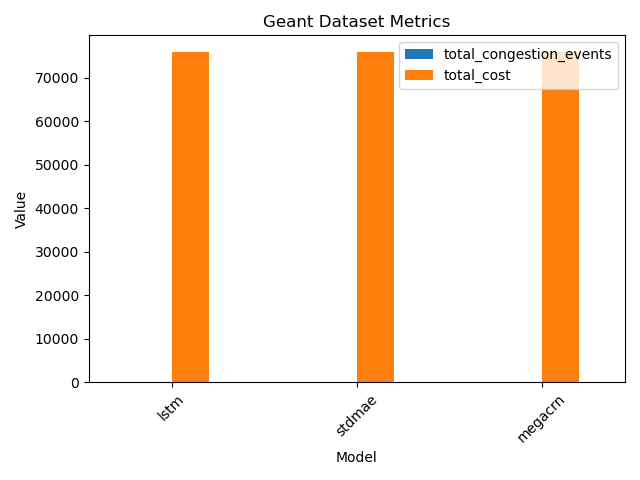 Geant Dataset Metrics
total_congestion_events
total_cost
70000
60000
50000
40000
30000
20000
10000
0
Value
lstm
stdmae
megacrn
Model